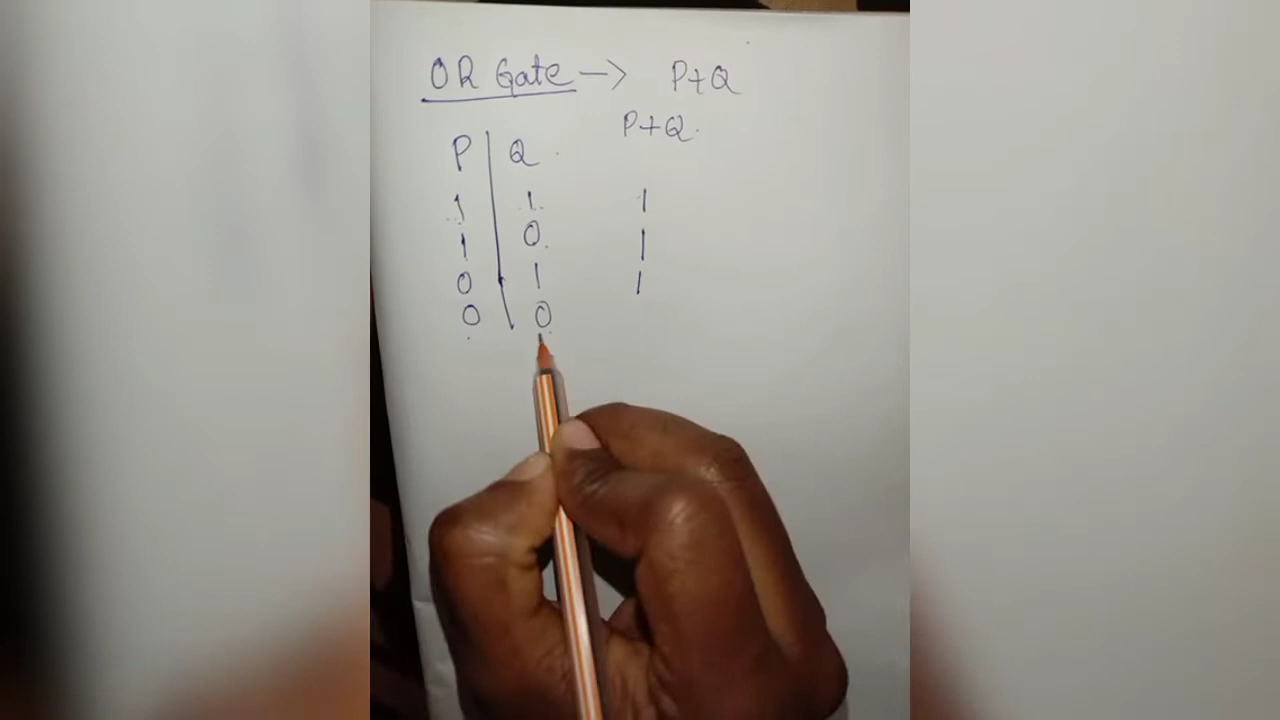 OR Gate -> P+Q
P | Q P+Q
1 1 1
1 0 1
0 1 1
0 0